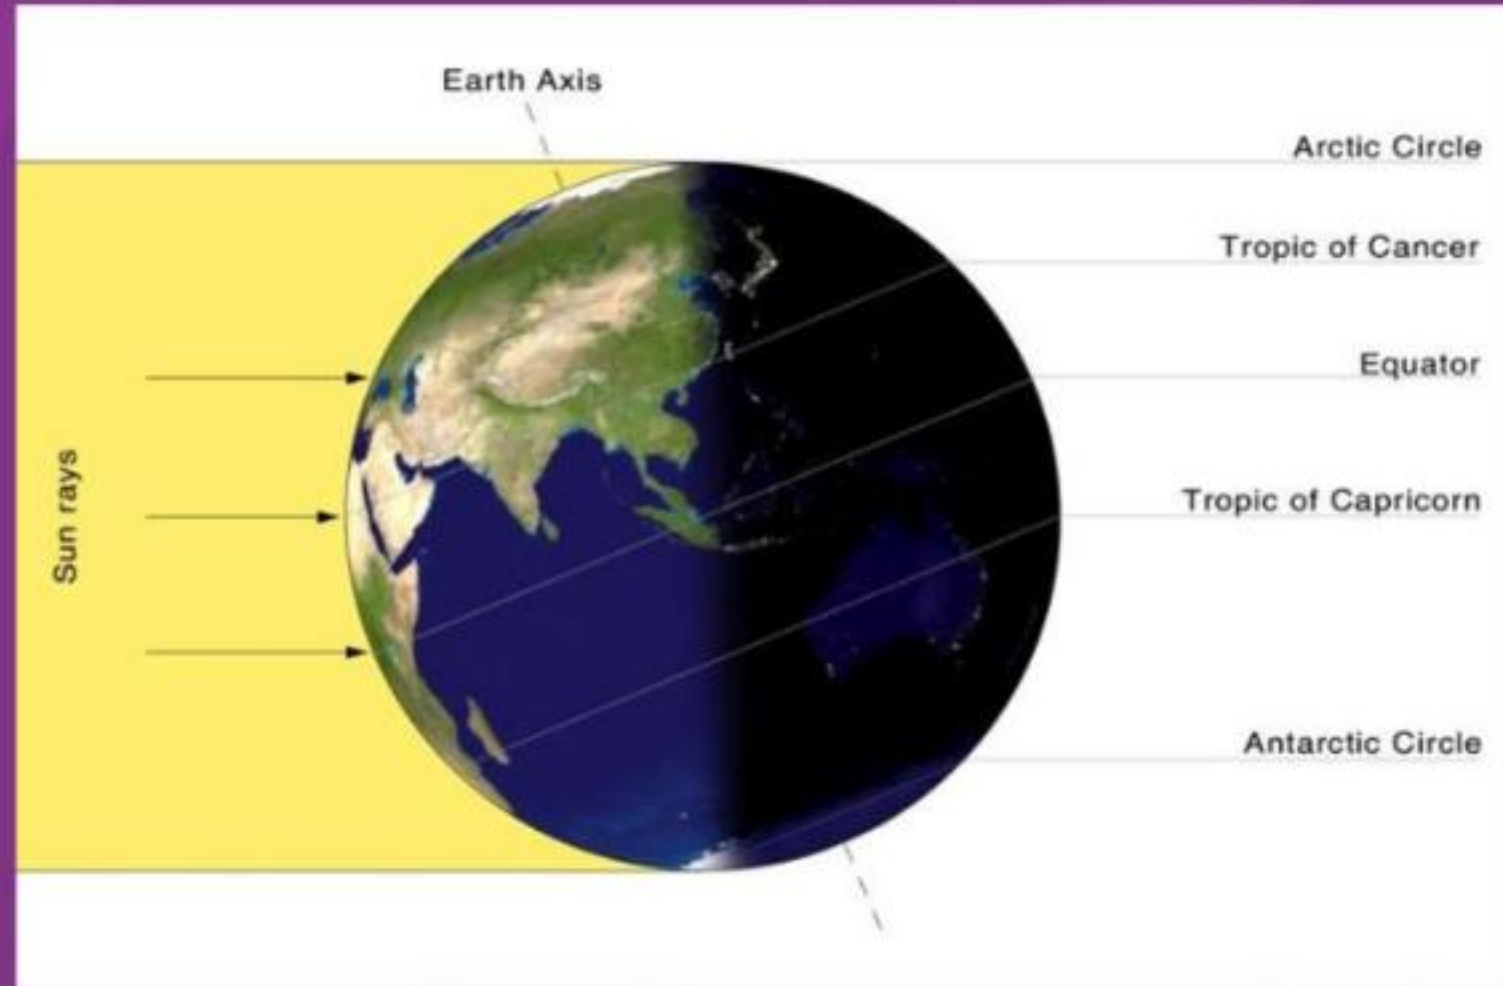 Earth Axis
Arctic Circle
Tropic of Cancer
Equator
Sun rays
Tropic of Capricorn
Antarctic Circle